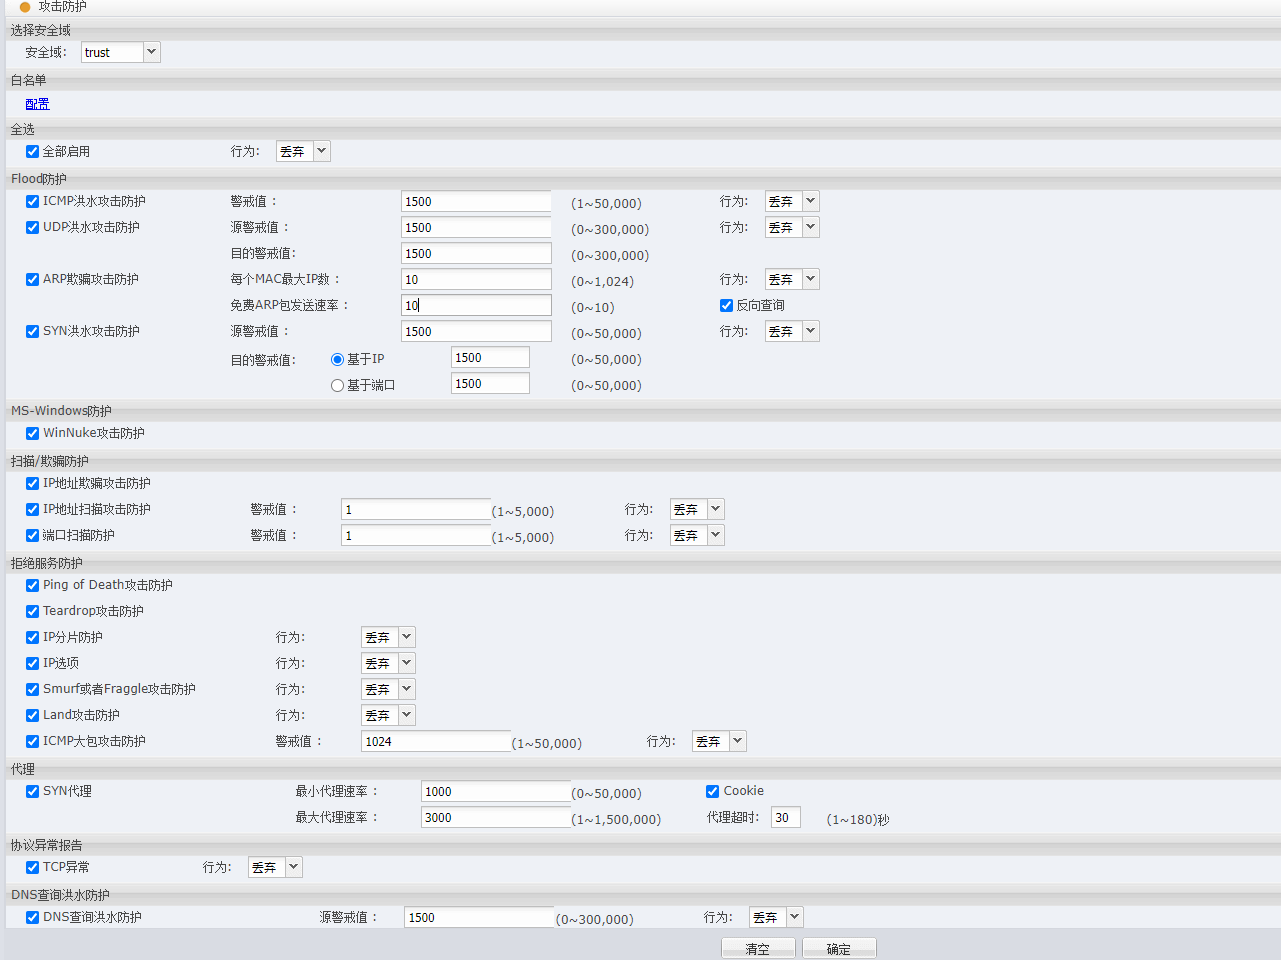 攻击防护
选择安全域
安全域: trust
白名单
配置
全选
全部启用 行为: 丢弃
Flood防护
ICMP洪水攻击防护 警戒值： 1500 (1~50,000) 行为: 丢弃
UDP洪水攻击防护 源警戒值： 1500 (0~300,000) 行为: 丢弃
目的警戒值: 1500 (0~300,000)
ARP欺骗攻击防护 每个MAC最大IP数： 10 (0~1,024) 行为: 丢弃
免费ARP包发送速率： 10 (0~10) 反向查询
SYN洪水攻击防护 源警戒值： 1500 (0~50,000) 行为: 丢弃
目的警戒值: 基于IP 1500 (0~50,000)
基于端口 1500 (0~50,000)
MS-Windows防护
WinNuke攻击防护
扫描/欺骗防护
IP地址欺骗攻击防护
IP地址扫描攻击防护 警戒值： 1 (1~5,000) 行为: 丢弃
端口扫描防护 警戒值： 1 (1~5,000) 行为: 丢弃
拒绝服务防护
Ping of Death攻击防护
Teardrop攻击防护
IP分片防护 行为: 丢弃
IP选项 行为: 丢弃
Smurf或者Fraggle攻击防护 行为: 丢弃
Land攻击防护 行为: 丢弃
ICMP大包攻击防护 警戒值： 1024 (1~50,000) 行为: 丢弃
代理
SYN代理 最小代理速率： 1000 (0~50,000) Cookie
最大代理速率： 3000 (1~1,500,000) 代理超时: 30 (1~180)秒
协议异常报告
TCP异常 行为: 丢弃
DNS查询洪水防护
DNS查询洪水防护 源警戒值： 1500 (0~300,000) 行为: 丢弃
清空 确定